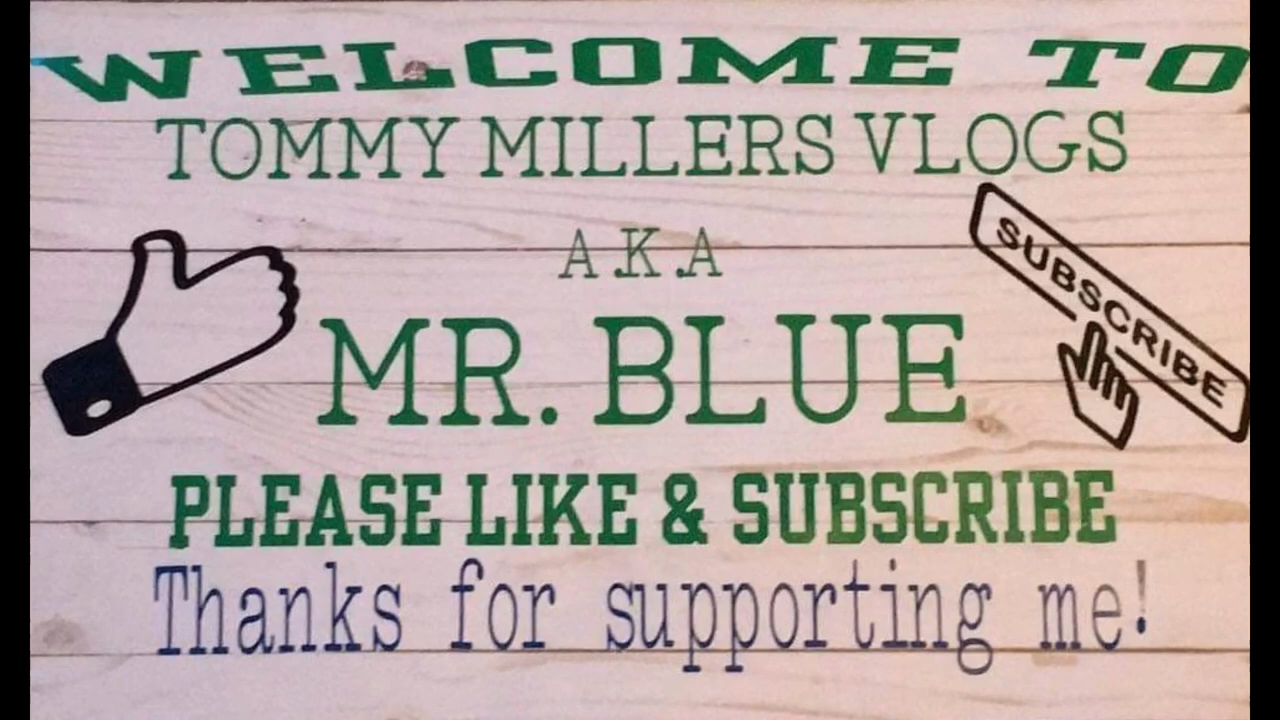 WELCOME TO
TOMMY MILLERS VLOGS
A.K.A
MR. BLUE
SUBSCRIBE
PLEASE LIKE & SUBSCRIBE
Thanks for supporting me!